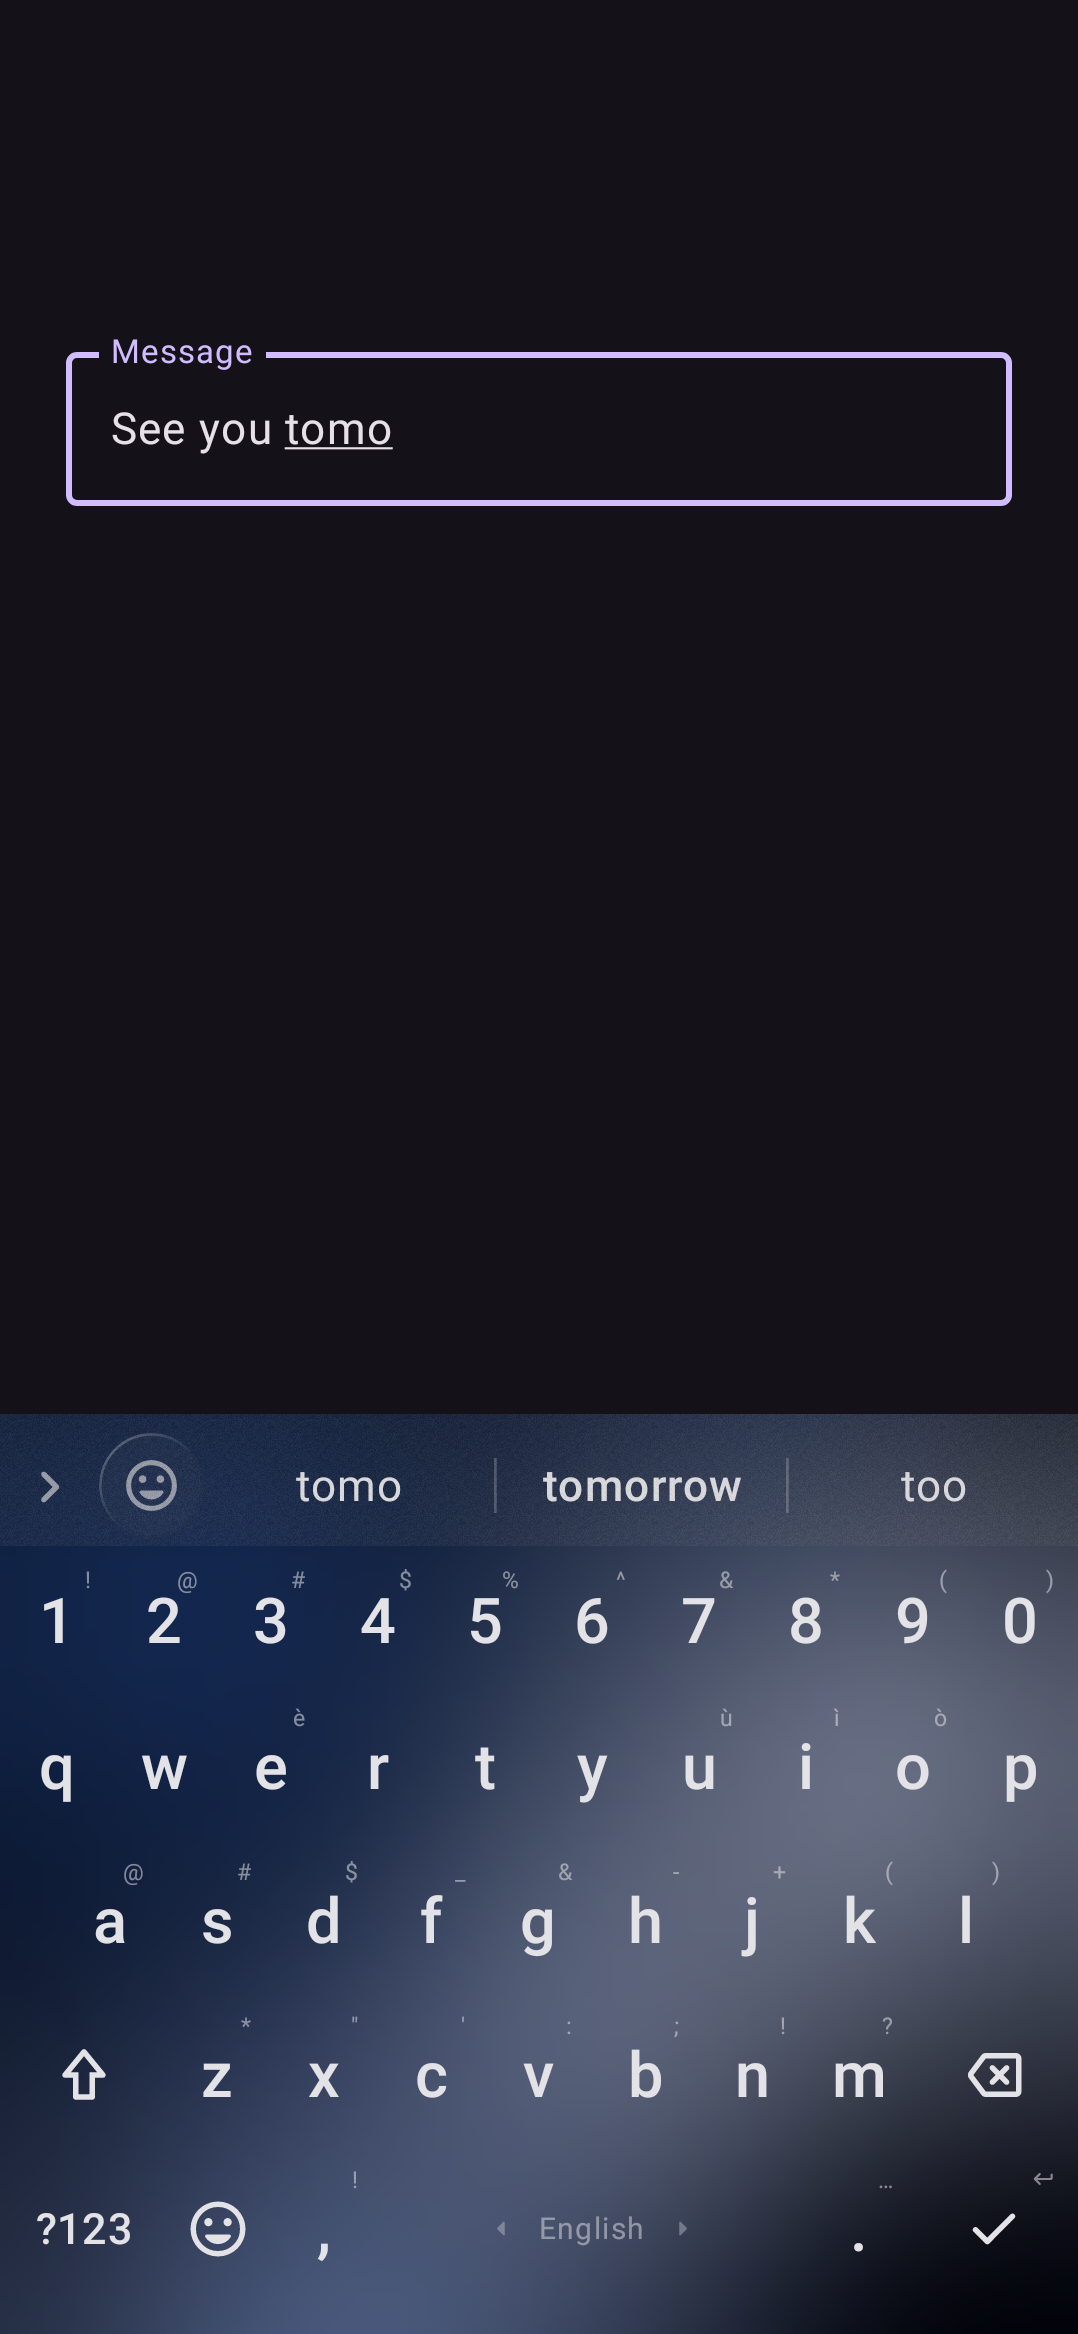 Message
See you tomo
tomo tomorrow too
1 ! 2 @ 3 # 4 $ 5 % 6 ^ 7 & 8 * 9 ( 0 )
q w e è r t y u ù i ì o ò p
a @ s # d $ f _ g & h - j + k ( l )
z * x " c ' v : b ; n ! m ?
?123 , ! English . …